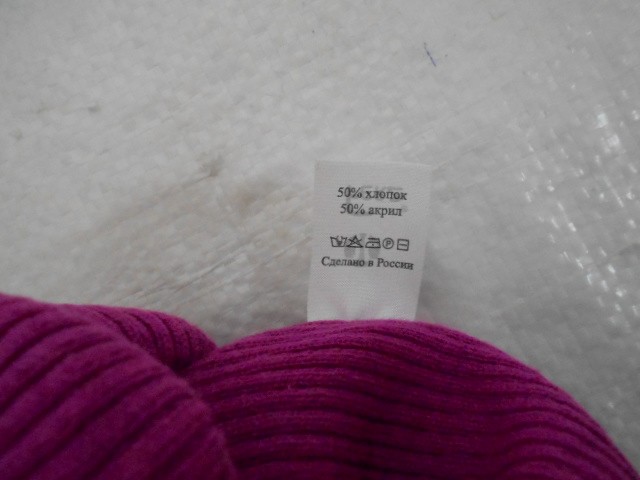 50% хлопок
50% акрил
Сделано в России